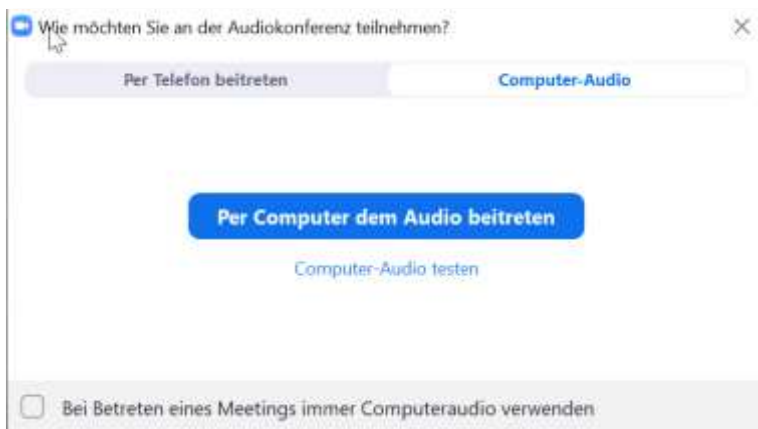 Wie möchten Sie an der Audiokonferenz teilnehmen?
Per Telefon beitreten
Computer-Audio
Per Computer dem Audio beitreten
Computer-Audio testen
Bei Betreten eines Meetings immer Computeraudio verwenden